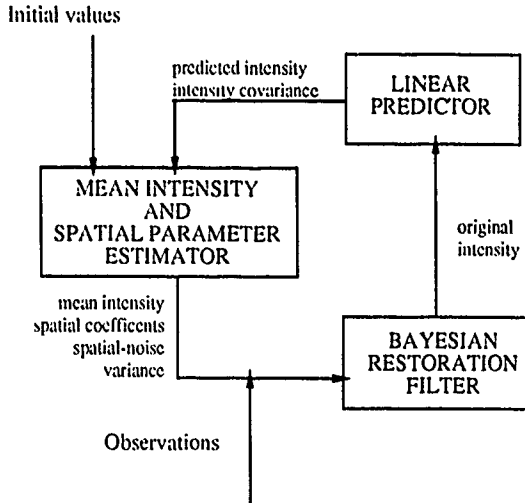 Initial values
predicted intensity
intensity covariance
LINEAR
PREDICTOR
MEAN INTENSITY
AND
SPATIAL PARAMETER
ESTIMATOR
original
intensity
mean intensity
spatial coefficents
spatial-noise
variance
BAYESIAN
RESTORATION
FILTER
Observations